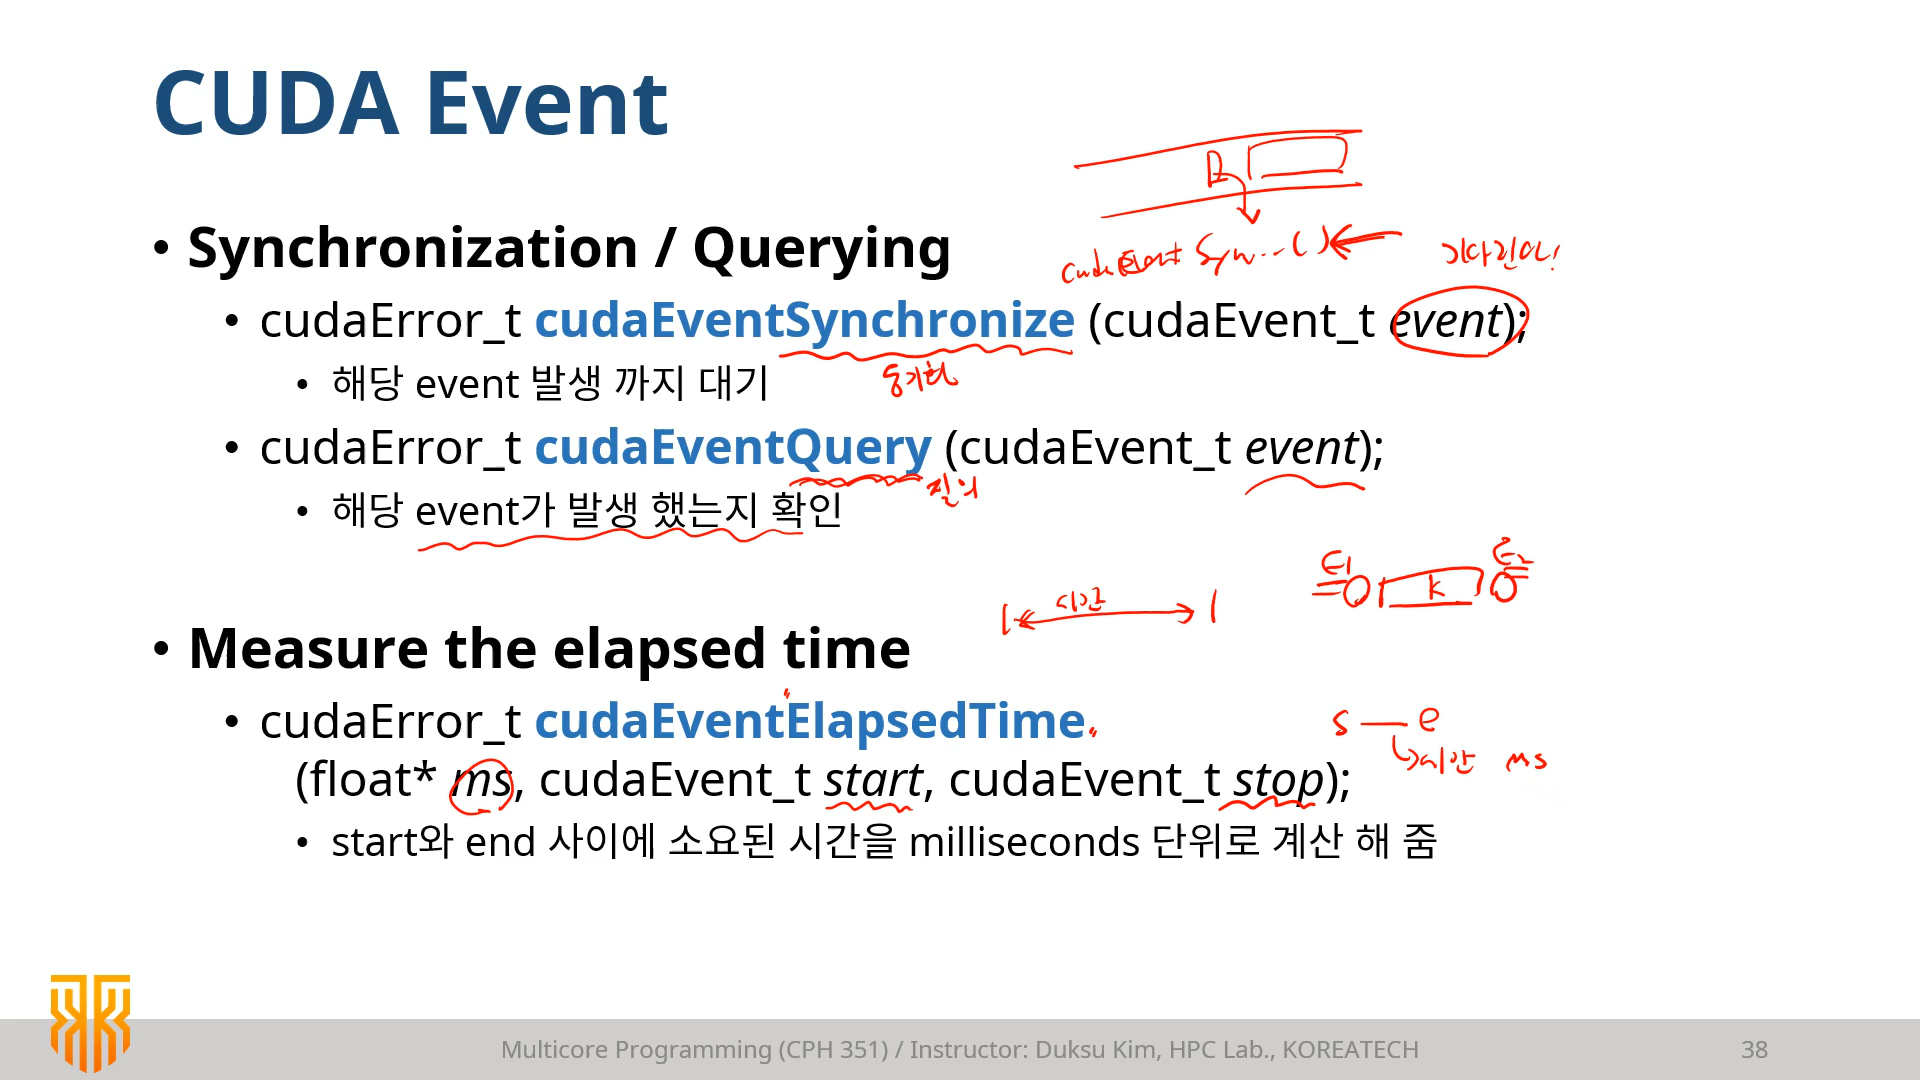 CUDA Event
• Synchronization / Querying
cudaEvent Syn...( )
• cudaError_t cudaEventSynchronize (cudaEvent_t event);
동기화
• 해당 event 발생 까지 대기
• cudaError_t cudaEventQuery (cudaEvent_t event);
질의
• 해당 event가 발생 했는지 확인
E1 K E2
시간
• Measure the elapsed time
• cudaError_t cudaEventElapsedTime
s — e
시간 ms
(float* ms, cudaEvent_t start, cudaEvent_t stop);
• start와 end 사이에 소요된 시간을 milliseconds 단위로 계산 해 줌
Multicore Programming (CPH 351) / Instructor: Duksu Kim, HPC Lab., KOREATECH
38